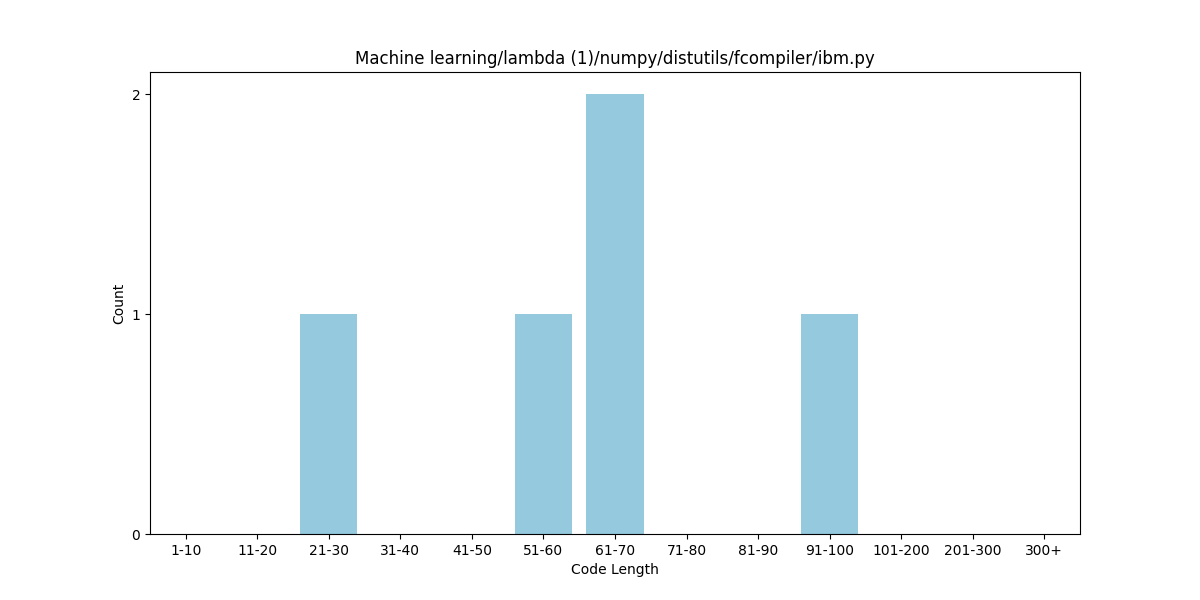 Machine learning/lambda (1)/numpy/distutils/fcompiler/ibm.py
2
1
0
Count
1-10 11-20 21-30 31-40 41-50 51-60 61-70 71-80 81-90 91-100 101-200 201-300 300+
Code Length